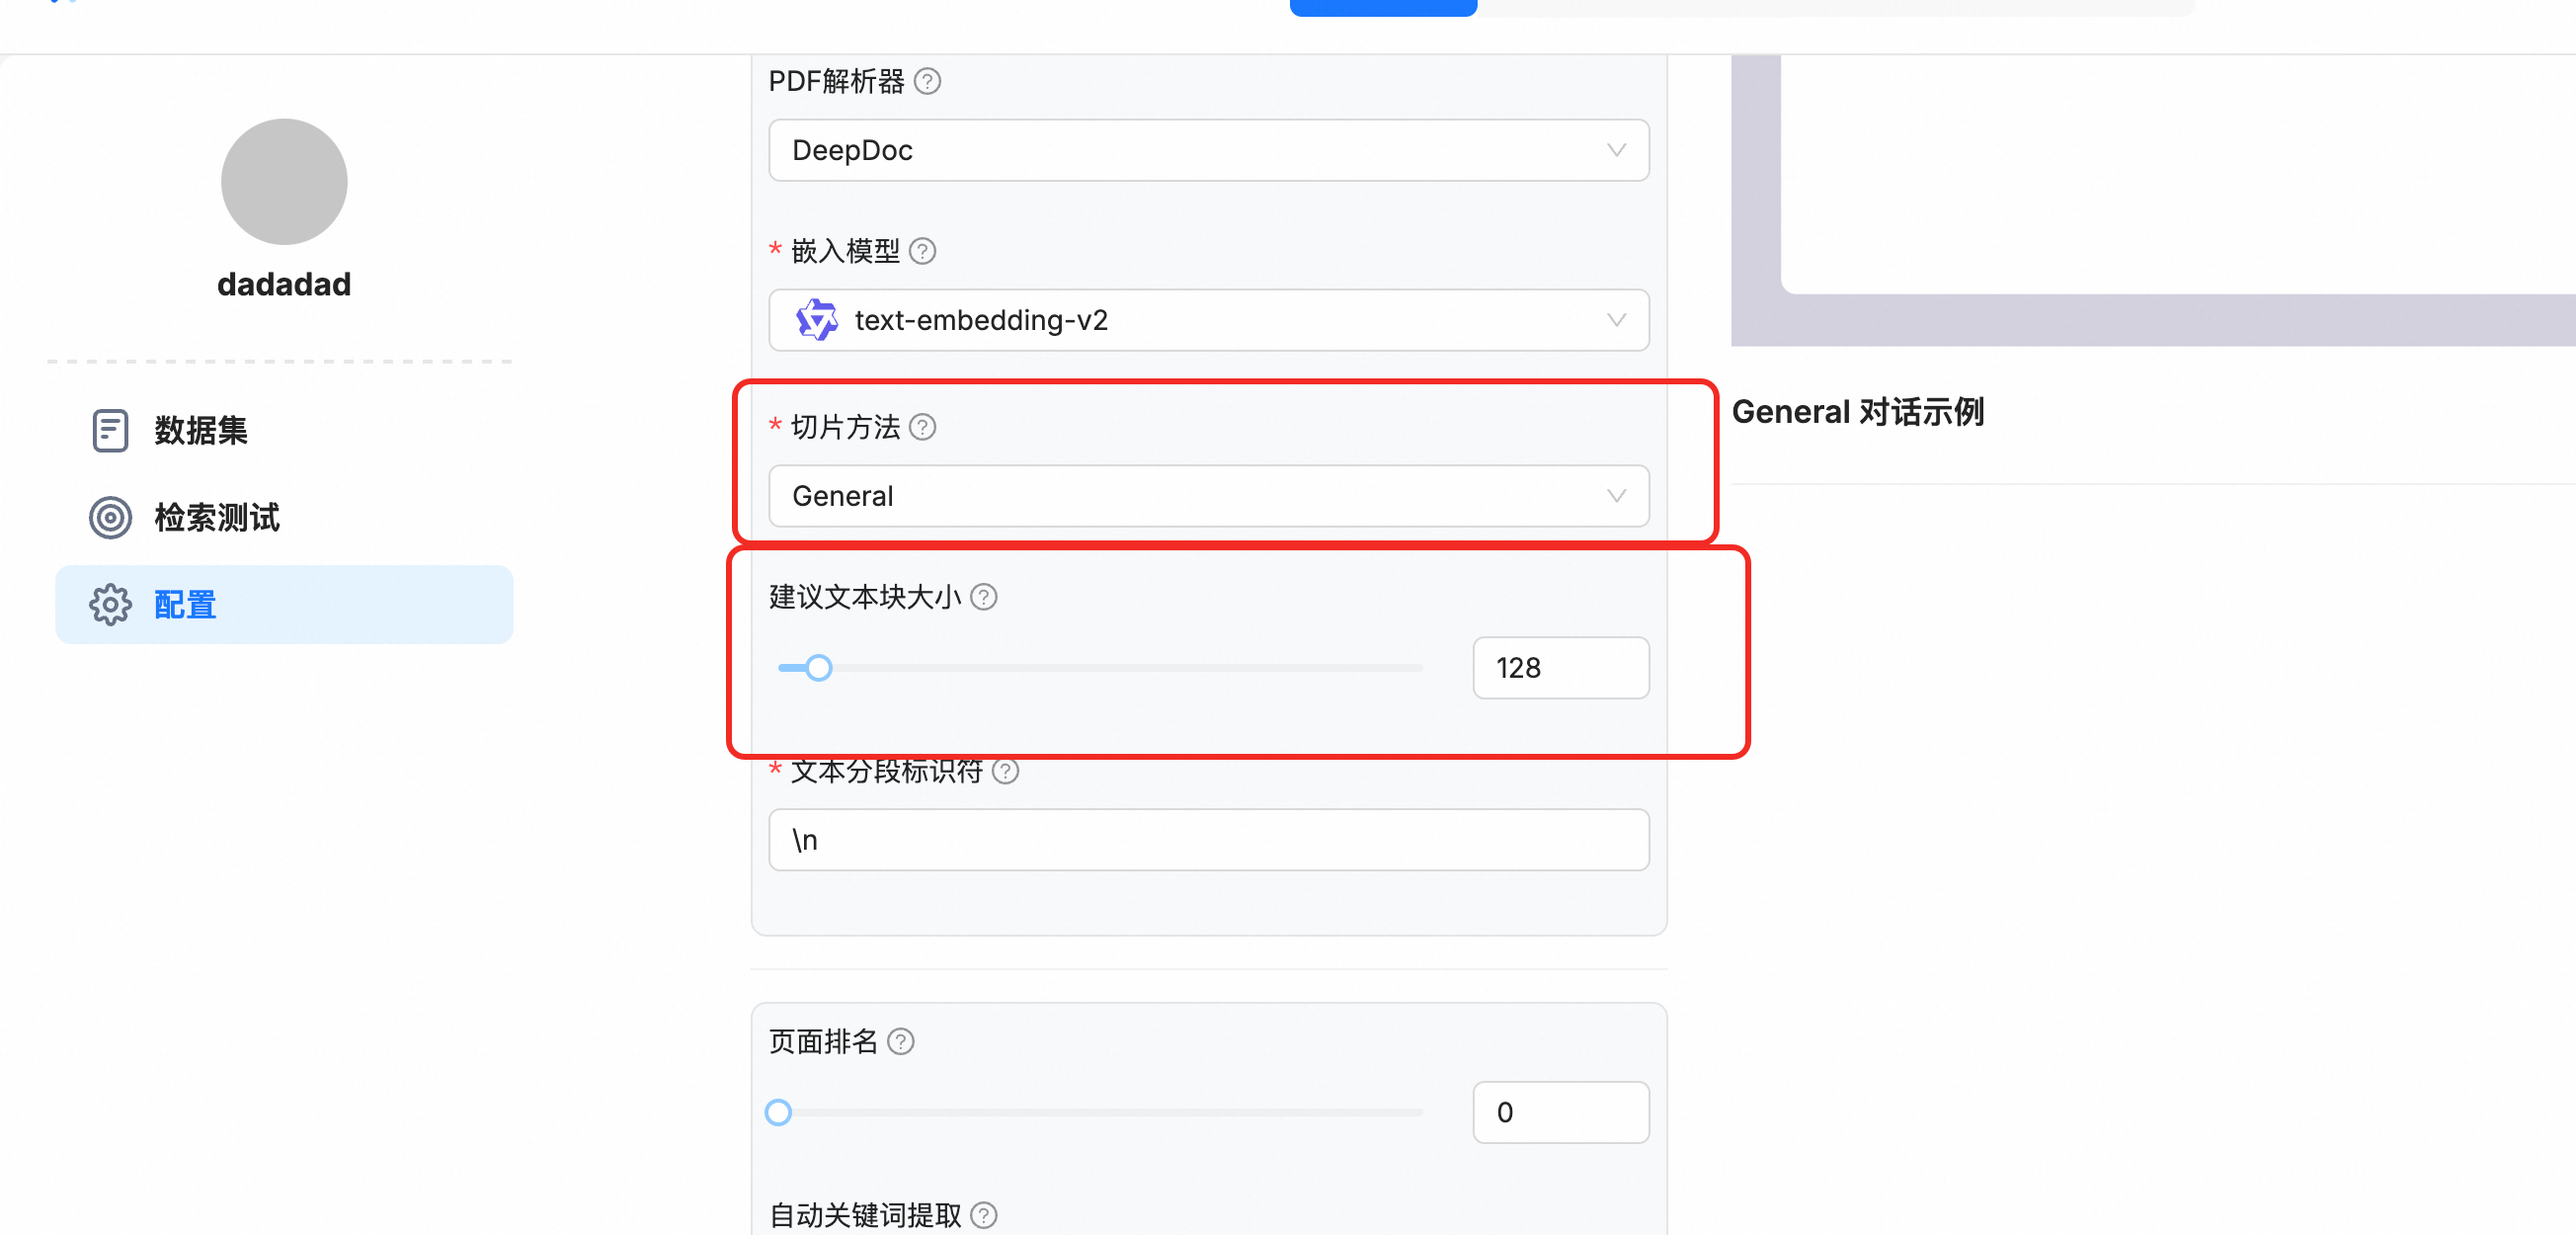 dadadad
数据集
检索测试
配置
PDF解析器
DeepDoc
* 嵌入模型
text-embedding-v2
* 切片方法
General
建议文本块大小
128
* 文本分段标识符
\n
页面排名
0
自动关键词提取
General 对话示例